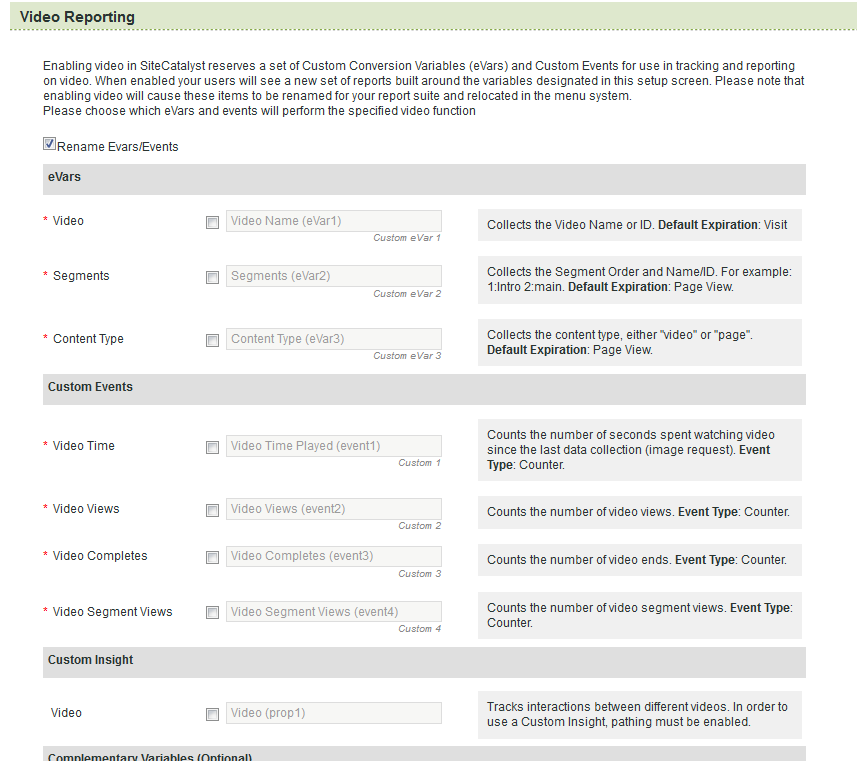 Video Reporting
Enabling video in SiteCatalyst reserves a set of Custom Conversion Variables (eVars) and Custom Events for use in tracking and reporting
on video. When enabled your users will see a new set of reports built around the variables designated in this setup screen. Please note that
enabling video will cause these items to be renamed for your report suite and relocated in the menu system.
Please choose which eVars and events will perform the specified video function
Rename Evars/Events
eVars
* Video
Video Name (eVar1)
Custom eVar 1
Collects the Video Name or ID. Default Expiration: Visit
* Segments
Segments (eVar2)
Custom eVar 2
Collects the Segment Order and Name/ID. For example:
1:Intro 2:main. Default Expiration: Page View.
* Content Type
Content Type (eVar3)
Custom eVar 3
Collects the content type, either "video" or "page".
Default Expiration: Page View.
Custom Events
* Video Time
Video Time Played (event1)
Custom 1
Counts the number of seconds spent watching video
since the last data collection (image request). Event
Type: Counter.
* Video Views
Video Views (event2)
Custom 2
Counts the number of video views. Event Type: Counter.
* Video Completes
Video Completes (event3)
Custom 3
Counts the number of video ends. Event Type: Counter.
* Video Segment Views
Video Segment Views (event4)
Custom 4
Counts the number of video segment views. Event Type:
Counter.
Custom Insight
Video
Video (prop1)
Tracks interactions between different videos. In order to
use a Custom Insight, pathing must be enabled.
Complementary Variables (Optional)